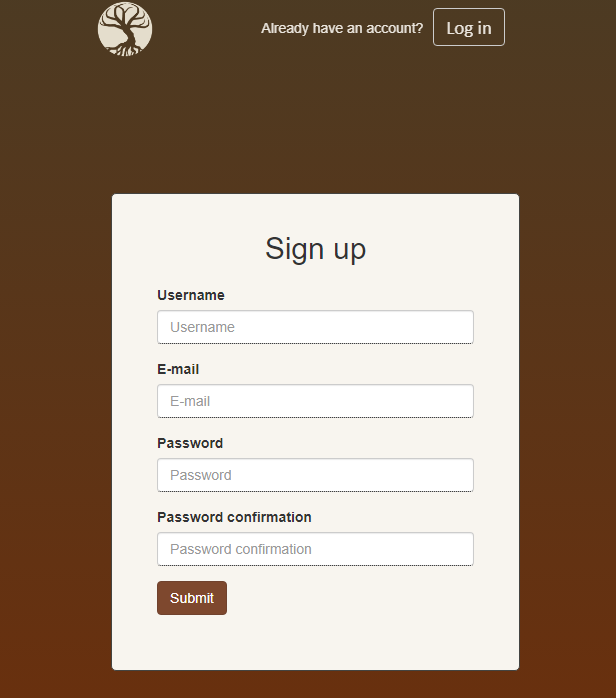 Already have an account? Log in
Sign up
Username
Username
E-mail
E-mail
Password
Password
Password confirmation
Password confirmation
Submit